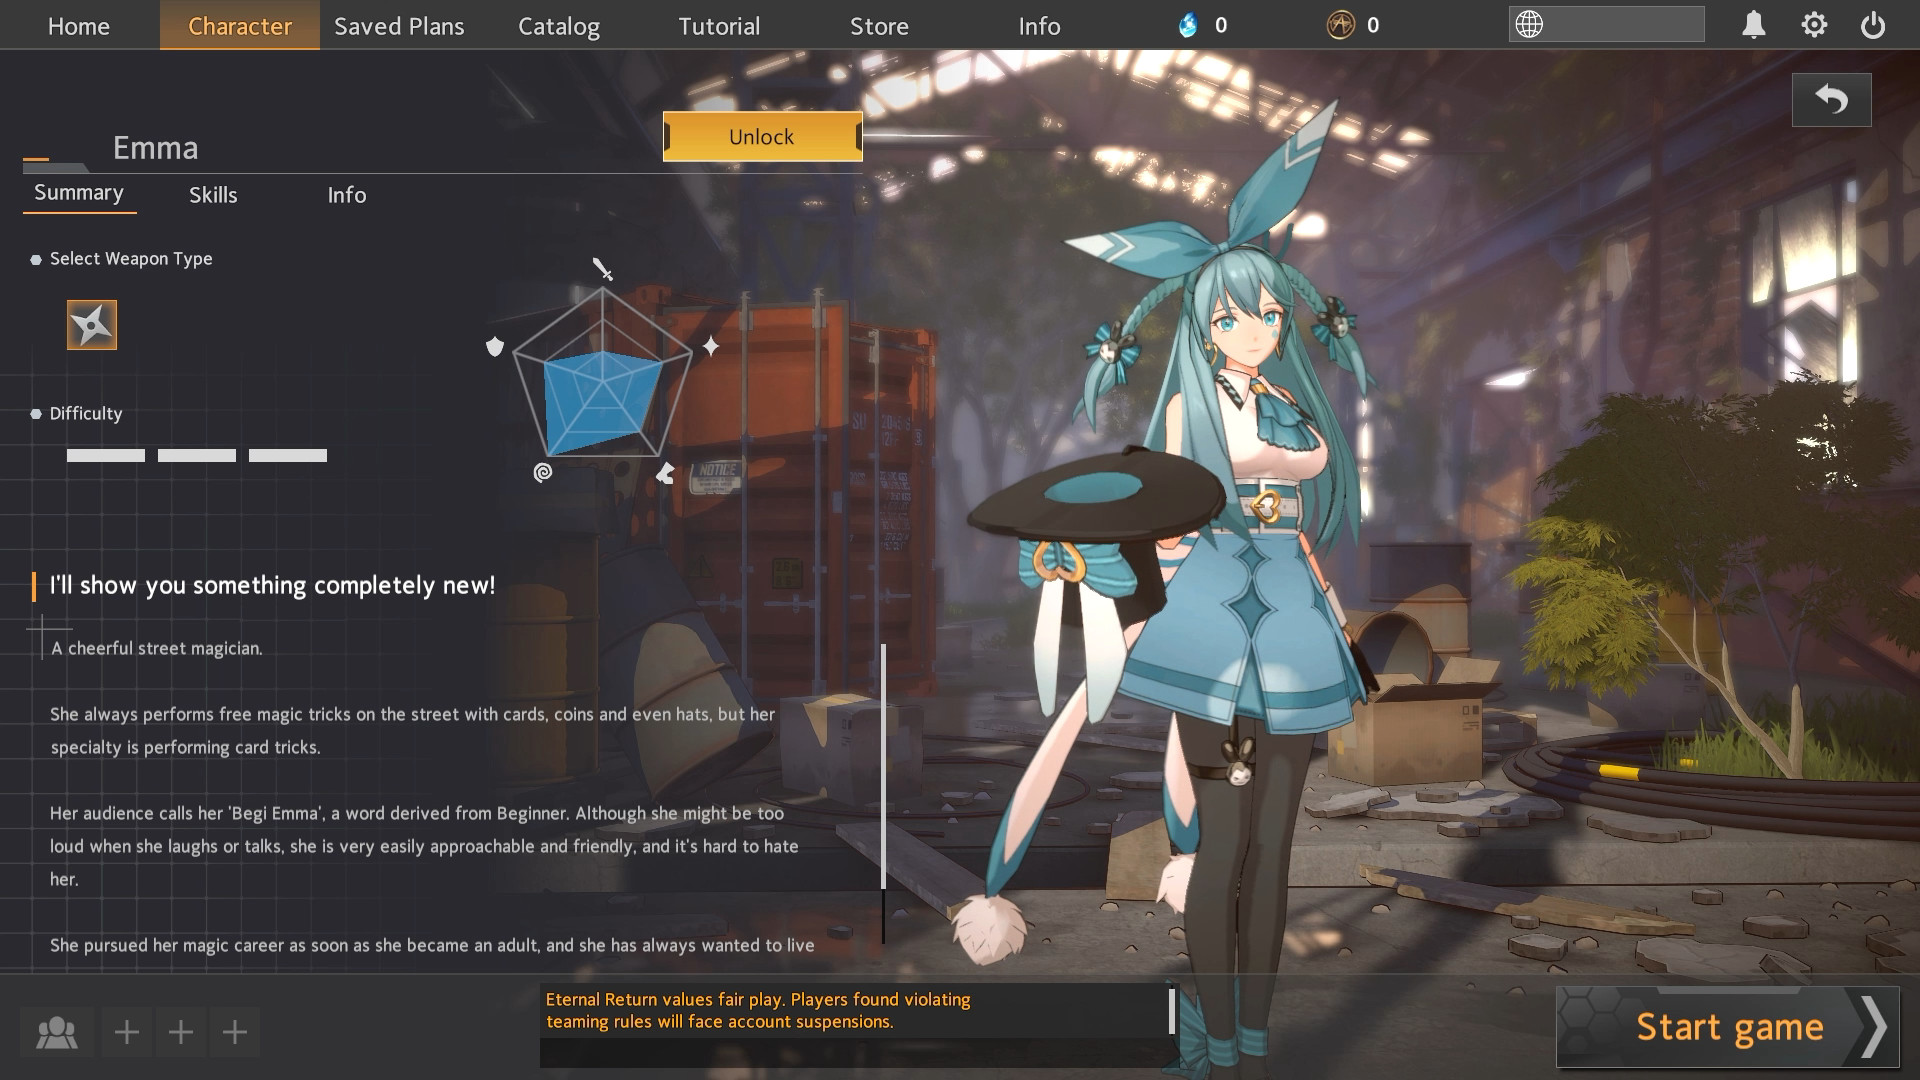 Home Character Saved Plans Catalog Tutorial Store Info 0 0
Emma
Unlock
Summary Skills Info
Select Weapon Type
Difficulty
NOTICE
I'll show you something completely new!
A cheerful street magician.
She always performs free magic tricks on the street with cards, coins and even hats, but her
specialty is performing card tricks.
Her audience calls her 'Begi Emma', a word derived from Beginner. Although she might be too
loud when she laughs or talks, she is very easily approachable and friendly, and it's hard to hate
her.
She pursued her magic career as soon as she became an adult, and she has always wanted to live
Eternal Return values fair play. Players found violating
teaming rules will face account suspensions.
Start game